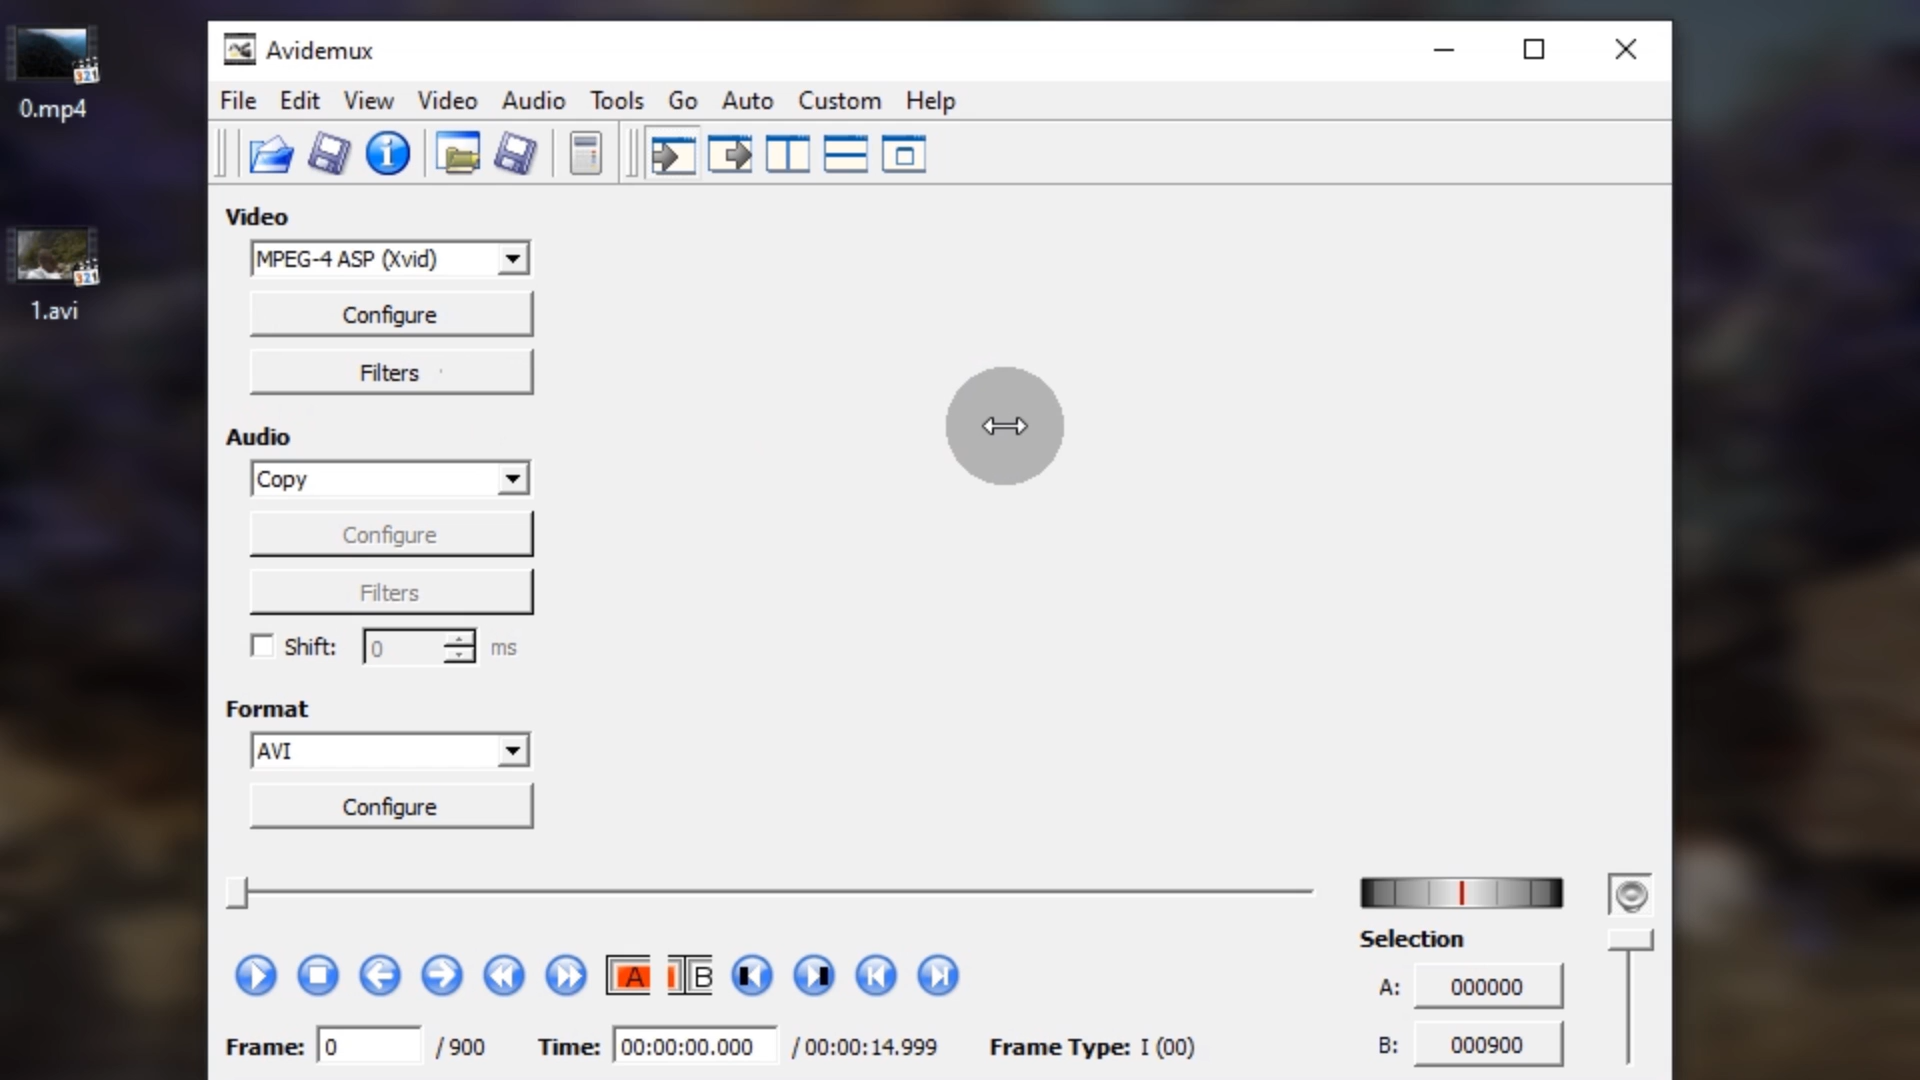 0.mp4
1.avi
Avidemux
File Edit View Video Audio Tools Go Auto Custom Help
Video
MPEG-4 ASP (Xvid)
Configure
Filters
Audio
Copy
Configure
Filters
Shift: 0 ms
Format
AVI
Configure
Selection
A B
A: 000000
B: 000900
Frame: 0 / 900 Time: 00:00:00.000 / 00:00:14.999 Frame Type: I (00)